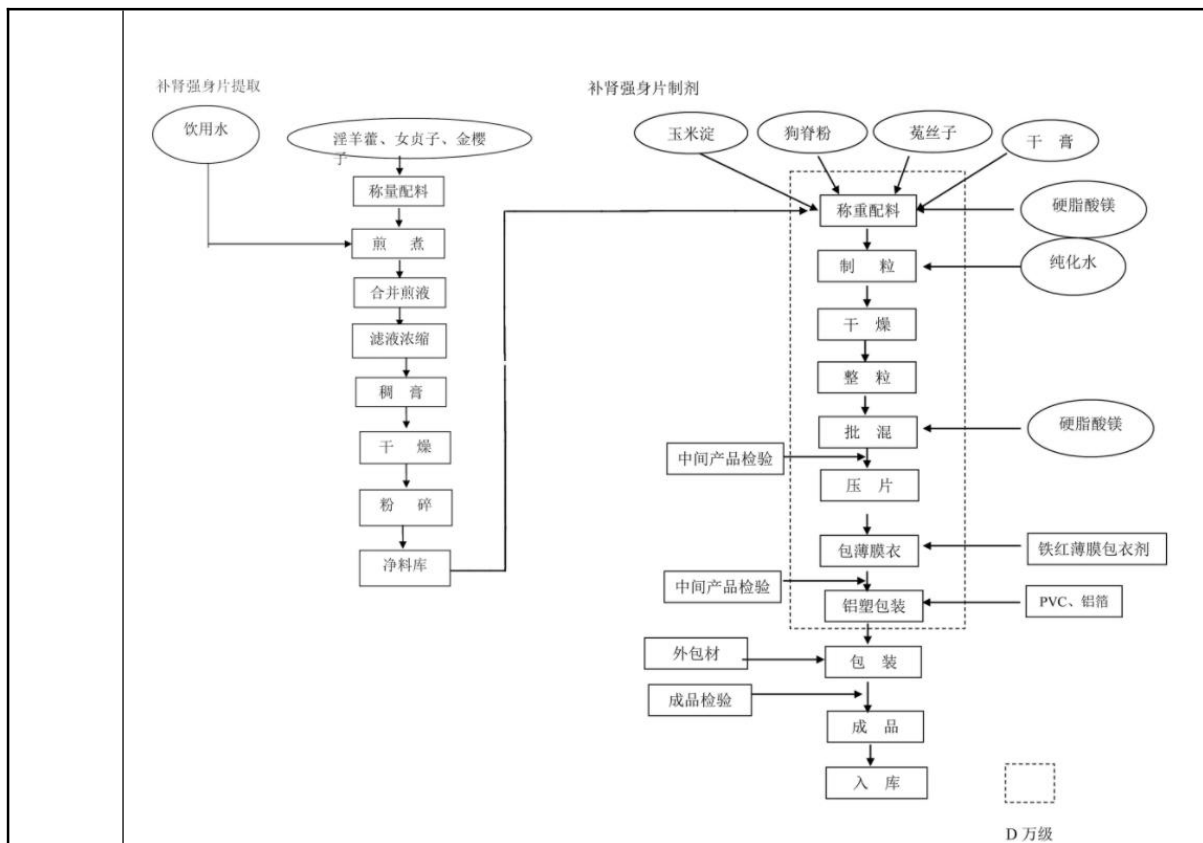 补肾强身片提取
饮用水
淫羊藿、女贞子、金樱
子
称量配料
煎 煮
合并煎液
滤液浓缩
稠 膏
干 燥
粉 碎
净料库
补肾强身片制剂
玉米淀
狗脊粉
菟丝子
干 膏
称重配料
硬脂酸镁
制 粒
纯化水
干 燥
整 粒
批 混
硬脂酸镁
中间产品检验
压 片
包薄膜衣
铁红薄膜包衣剂
中间产品检验
铝塑包装
PVC、铝箔
外包材
包 装
成品检验
成 品
入 库
D 万级